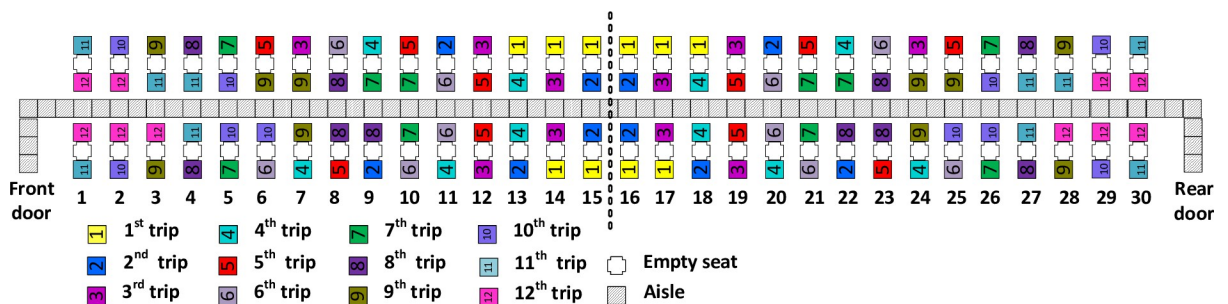 11 10 9 8 7 5 3 6 4 5 2 3 1 1 1 1 1 1 3 2 5 4 6 3 5 7 8 9 10 11
12 12 11 11 10 9 9 8 7 7 6 5 4 3 2 2 3 4 5 6 7 7 8 9 9 10 11 11 12 12
12 12 12 11 10 10 9 8 8 7 6 5 4 3 2 2 3 4 5 6 7 8 8 9 10 10 11 12 12 12
11 10 9 8 7 6 4 5 2 6 4 3 2 1 1 1 1 2 3 4 6 2 5 4 6 7 8 9 10 11
Front
door
1 2 3 4 5 6 7 8 9 10 11 12 13 14 15 16 17 18 19 20 21 22 23 24 25 26 27 28 29 30
Rear
door
1 1st trip 4 4th trip 7 7th trip 10 10th trip
2 2nd trip 5 5th trip 8 8th trip 11 11th trip Empty seat
3 3rd trip 6 6th trip 9 9th trip 12 12th trip Aisle